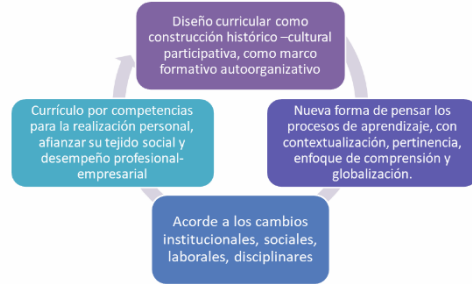 Diseño curricular como
construcción histórico –cultural
participativa, como marco
formativo autoorganizativo
Nueva forma de pensar los
procesos de aprendizaje, con
contextualización, pertinencia,
enfoque de comprensión y
globalización.
Acorde a los cambios
institucionales, sociales,
laborales, disciplinares
Currículo por competencias
para la realización personal,
afianzar su tejido social y
desempeño profesional-
empresarial